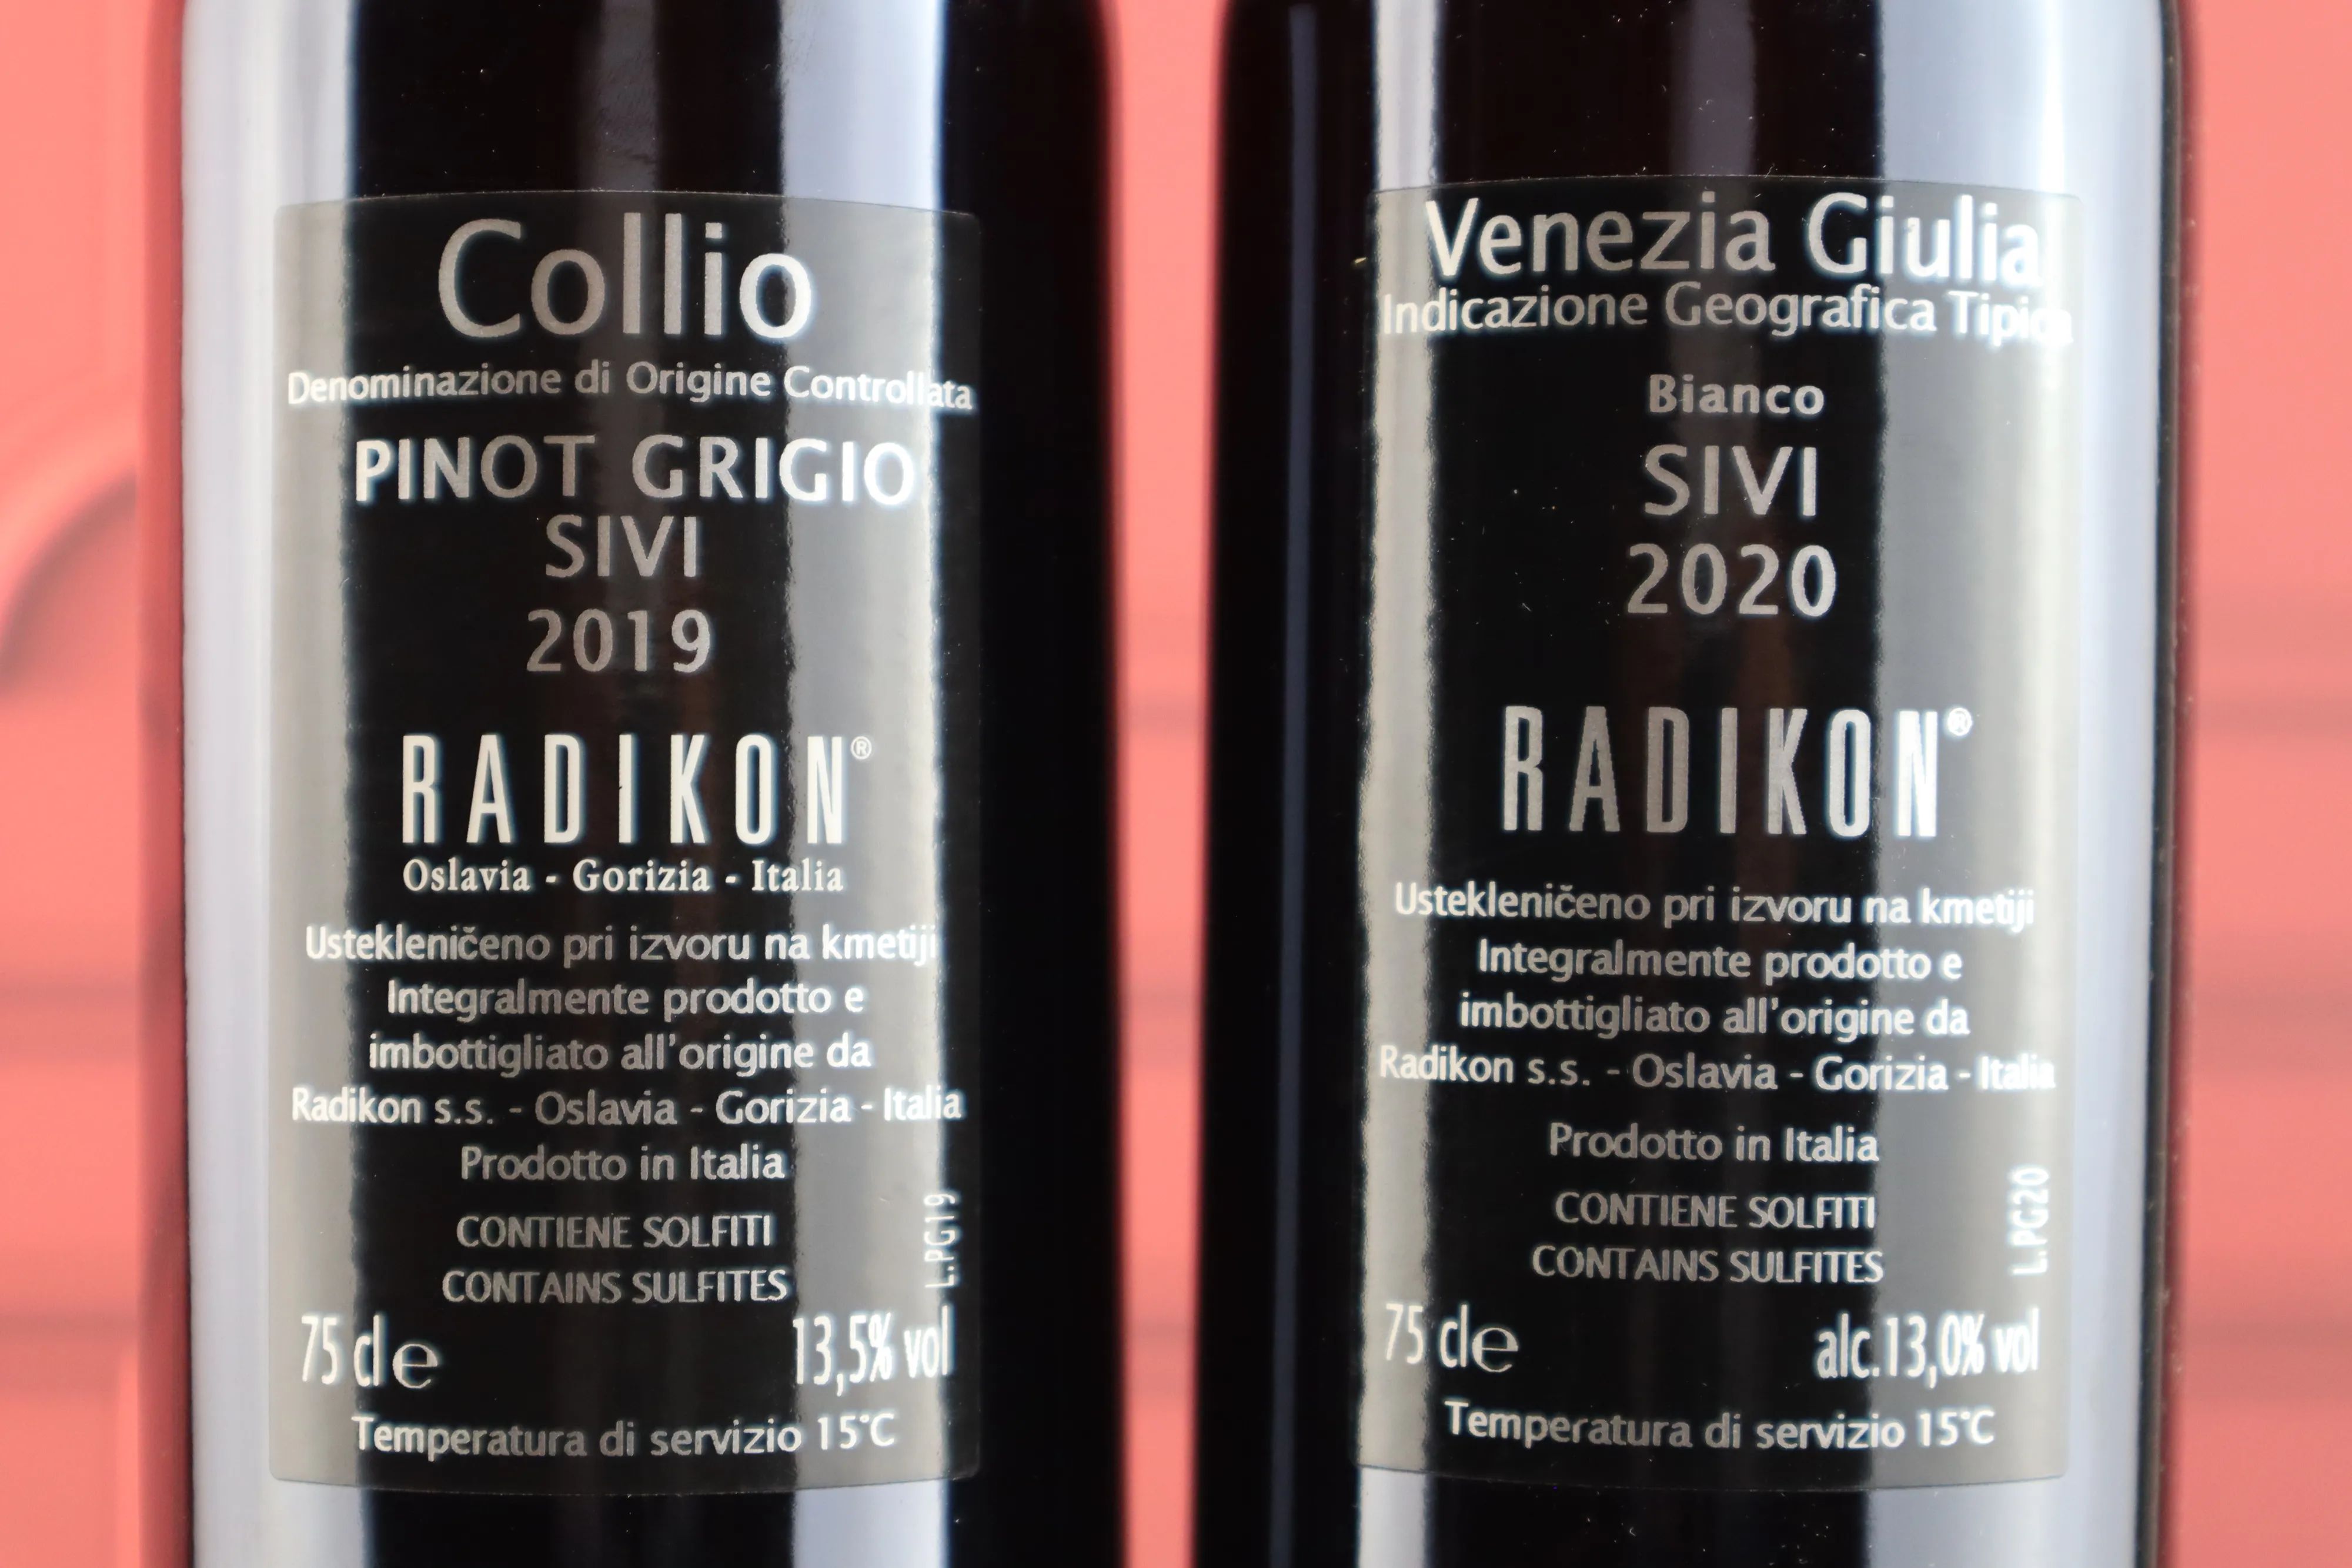 Collio
Denominazione di Origine Controllata
PINOT GRIGIO
SIVI
2019
RADIKON®
Oslavia - Gorizia - Italia
Ustekleničeno pri izvoru na kmetiji
Integralmente prodotto e
imbottigliato all'origine da
Radikon s.s. - Oslavia - Gorizia - Italia
Prodotto in Italia
CONTIENE SOLFITI
CONTAINS SULFITES
L.PG19
75 cl e 13,5% vol
Temperatura di servizio 15°C
Venezia Giulia
Indicazione Geografica Tipica
Bianco
SIVI
2020
RADIKON®
Ustekleničeno pri izvoru na kmetiji
Integralmente prodotto e
imbottigliato all'origine da
Radikon s.s. - Oslavia - Gorizia - Italia
Prodotto in Italia
CONTIENE SOLFITI
CONTAINS SULFITES
L.PG20
75 cl e alc.13,0% vol
Temperatura di servizio 15°C